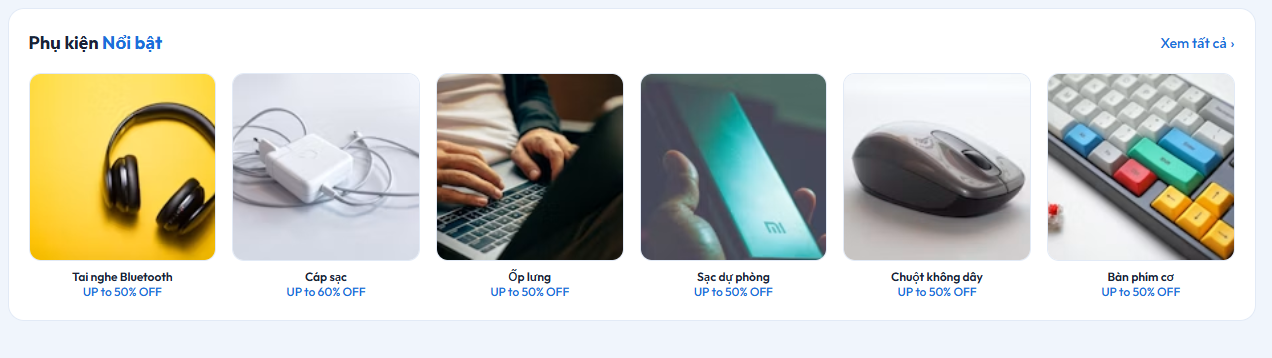 Phụ kiện Nổi bật
Xem tất cả ›
Tai nghe Bluetooth
UP to 50% OFF
Cáp sạc
UP to 60% OFF
Ốp lưng
UP to 50% OFF
mi
Sạc dự phòng
UP to 50% OFF
Chuột không dây
UP to 50% OFF
Bàn phím cơ
UP to 50% OFF